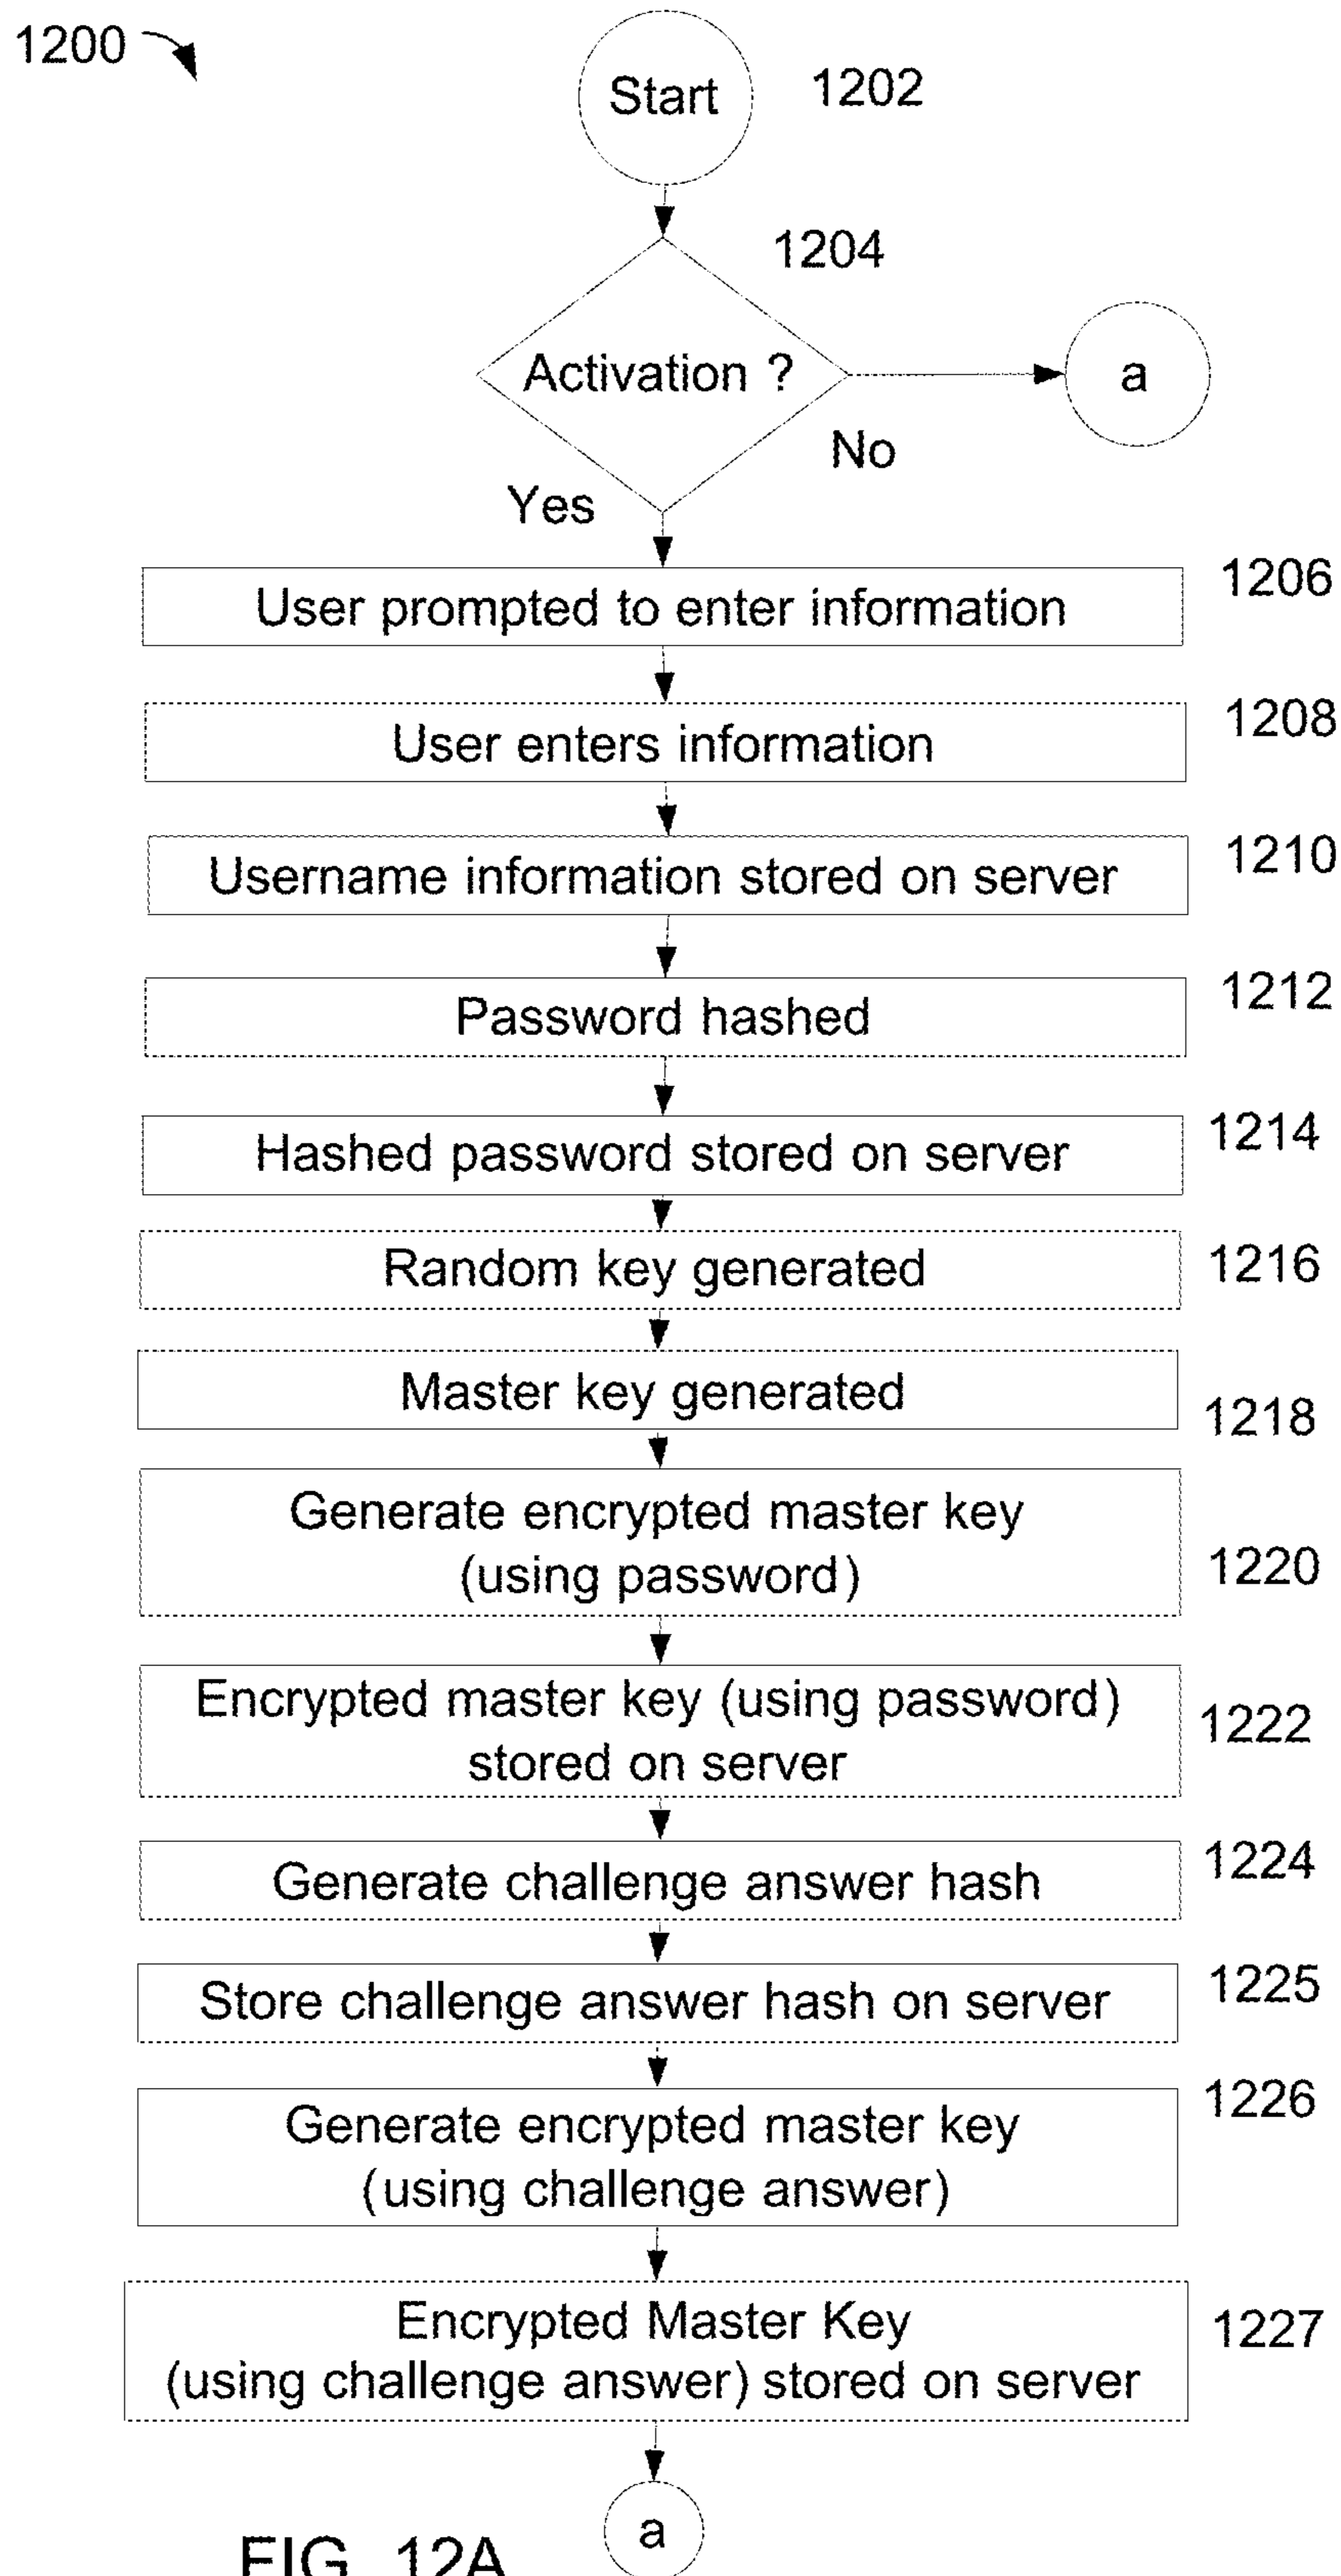 1200
Start
1202
1204
Activation ?
a
No
Yes
User prompted to enter information
1206
User enters information
1208
Username information stored on server
1210
Password hashed
1212
Hashed password stored on server
1214
Random key generated
1216
Master key generated
1218
Generate encrypted master key
(using password)
1220
Encrypted master key (using password)
stored on server
1222
Generate challenge answer hash
1224
Store challenge answer hash on server
1225
Generate encrypted master key
(using challenge answer)
1226
Encrypted Master Key
(using challenge answer) stored on server
1227
a
FIG. 12A